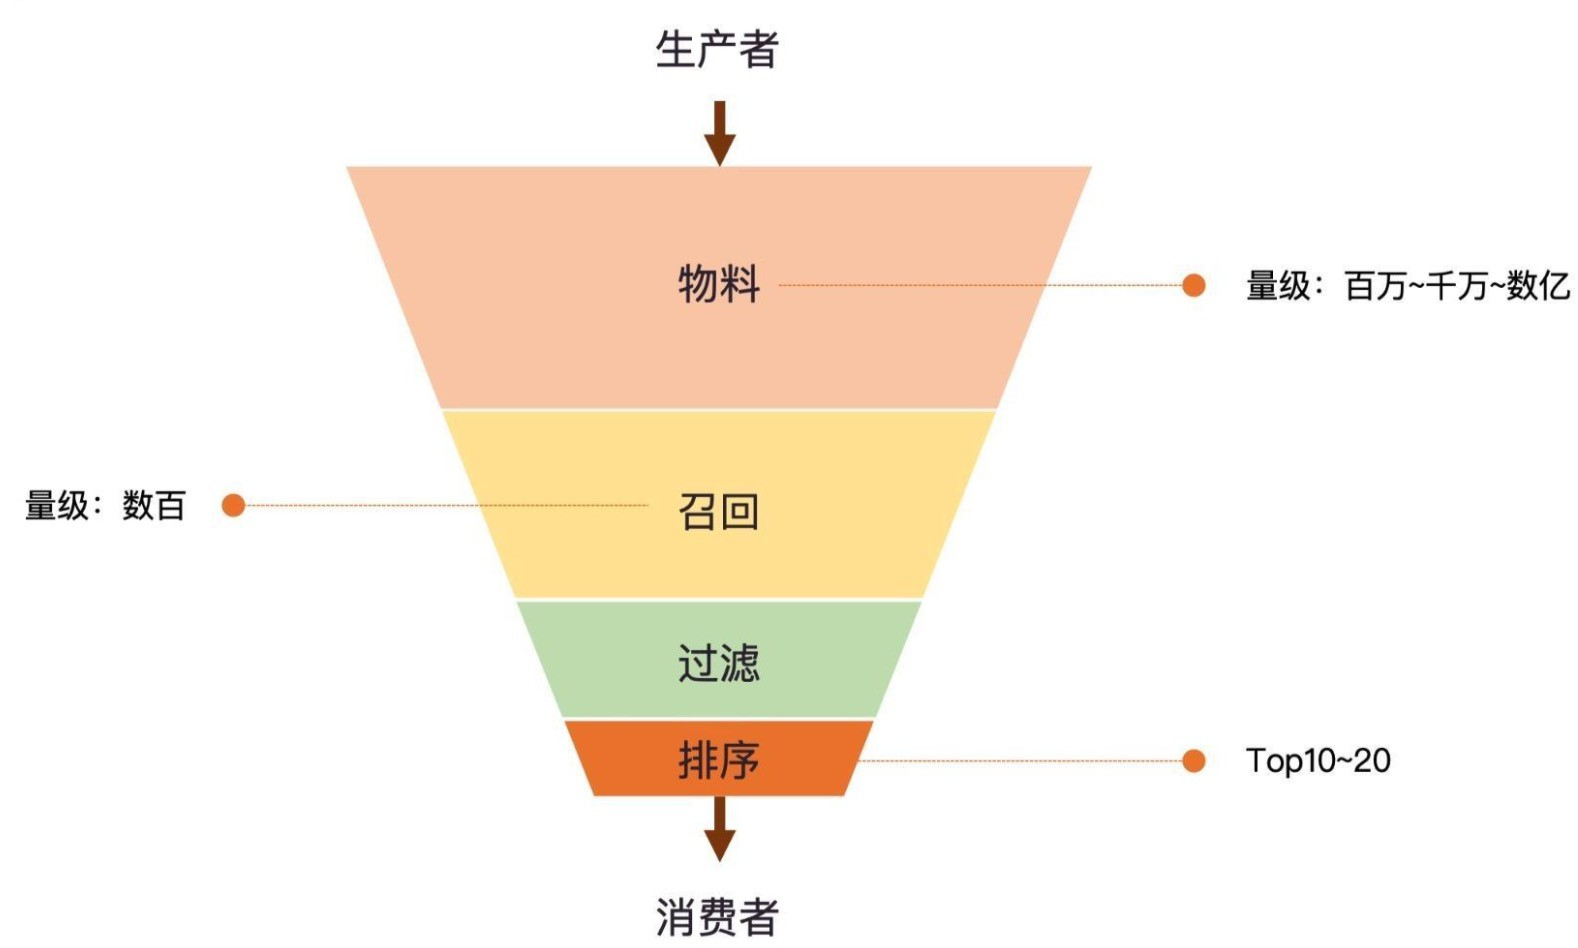 生产者
物料
量级：百万~千万~数亿
量级：数百
召回
过滤
排序
Top10~20
消费者